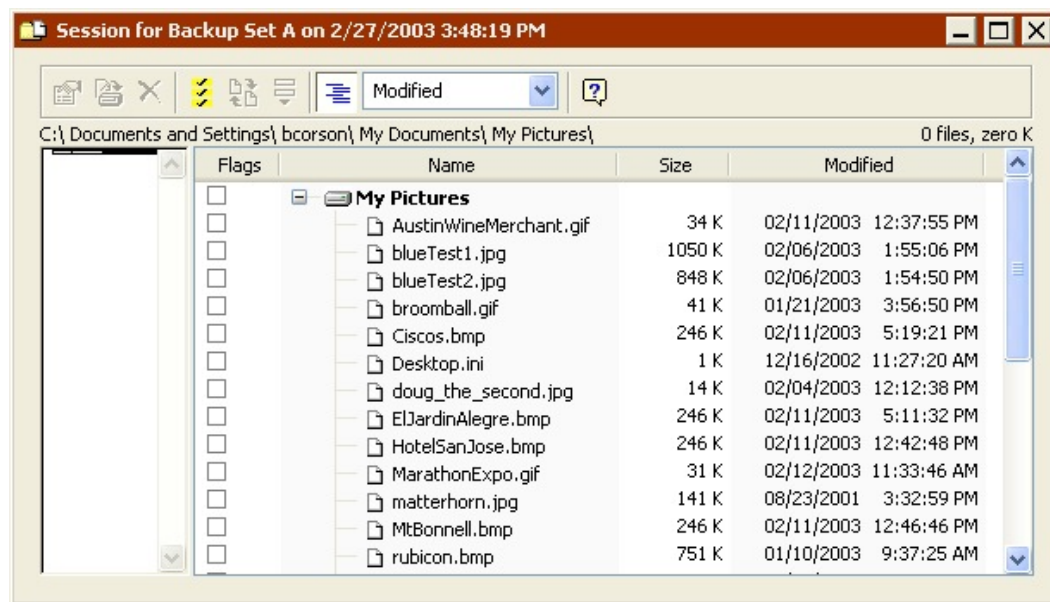 Session for Backup Set A on 2/27/2003 3:48:19 PM
Modified
C:\ Documents and Settings\ bcorson\ My Documents\ My Pictures\ 0 files, zero K
Flags Name Size Modified
My Pictures
AustinWineMerchant.gif 34 K 02/11/2003 12:37:55 PM
blueTest1.jpg 1050 K 02/06/2003 1:55:06 PM
blueTest2.jpg 848 K 02/06/2003 1:54:50 PM
broomball.gif 41 K 01/21/2003 3:56:50 PM
Ciscos.bmp 246 K 02/11/2003 5:19:21 PM
Desktop.ini 1 K 12/16/2002 11:27:20 AM
doug_the_second.jpg 14 K 02/04/2003 12:12:38 PM
ElJardinAlegre.bmp 246 K 02/11/2003 5:11:32 PM
HotelSanJose.bmp 246 K 02/11/2003 12:42:48 PM
MarathonExpo.gif 31 K 02/12/2003 11:33:46 AM
matterhorn.jpg 141 K 08/23/2001 3:32:59 PM
MtBonnell.bmp 246 K 02/11/2003 12:46:46 PM
rubicon.bmp 751 K 01/10/2003 9:37:25 AM